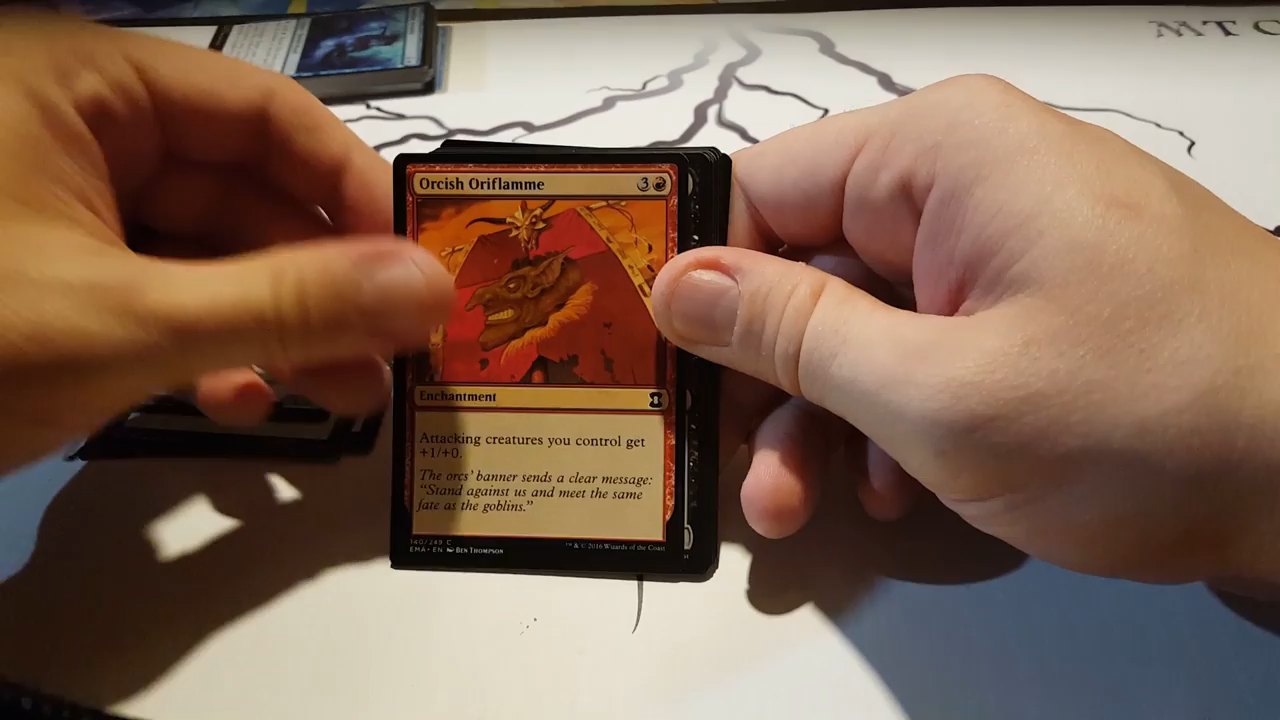 MTC
Orcish Oriflamme 3
Enchantment
Attacking creatures you control get
+1/+0.
The orcs' banner sends a clear message:
"Stand against us and meet the same
fate as the goblins."
140/249 C
EMA • EN Ben Thompson
™ & © 2016 Wizards of the Coast